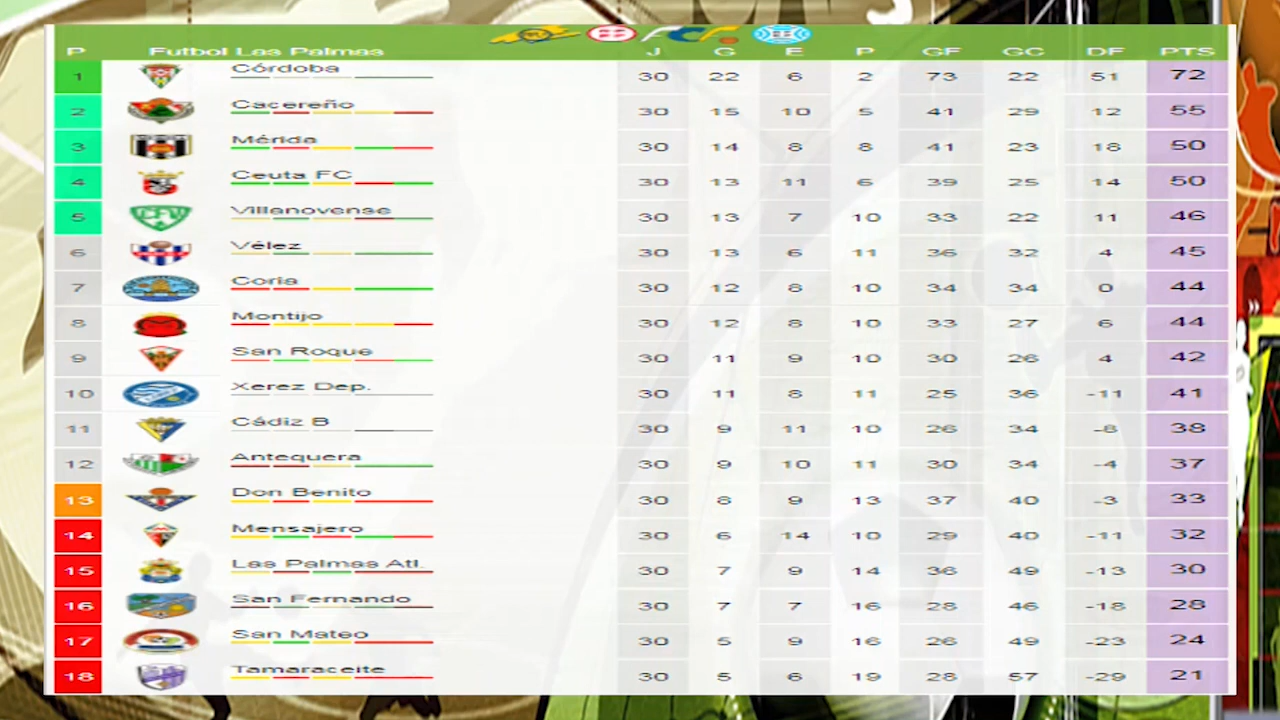 P Futbol Las Palmas J G E P GF GC DF PTS
1 Córdoba 30 22 6 2 73 22 51 72
2 Cacereño 30 15 10 5 41 29 12 55
3 Mérida 30 14 8 8 41 23 18 50
4 Ceuta FC 30 13 11 6 39 25 14 50
5 Villanovense 30 13 7 10 33 22 11 46
6 Vélez 30 13 6 11 36 32 4 45
7 Coria 30 12 8 10 34 34 0 44
8 Montijo 30 12 8 10 33 27 6 44
9 San Roque 30 11 9 10 30 26 4 42
10 Xerez Dep. 30 11 8 11 25 36 -11 41
11 Cádiz B 30 9 11 10 26 34 -8 38
12 Antequera 30 9 10 11 30 34 -4 37
13 Don Benito 30 8 9 13 37 40 -3 33
14 Mensajero 30 6 14 10 29 40 -11 32
15 Las Palmas Atl. 30 7 9 14 36 49 -13 30
16 San Fernando 30 7 7 16 28 46 -18 28
17 San Mateo 30 5 9 16 26 49 -23 24
18 Tamaraceite 30 5 6 19 28 57 -29 21